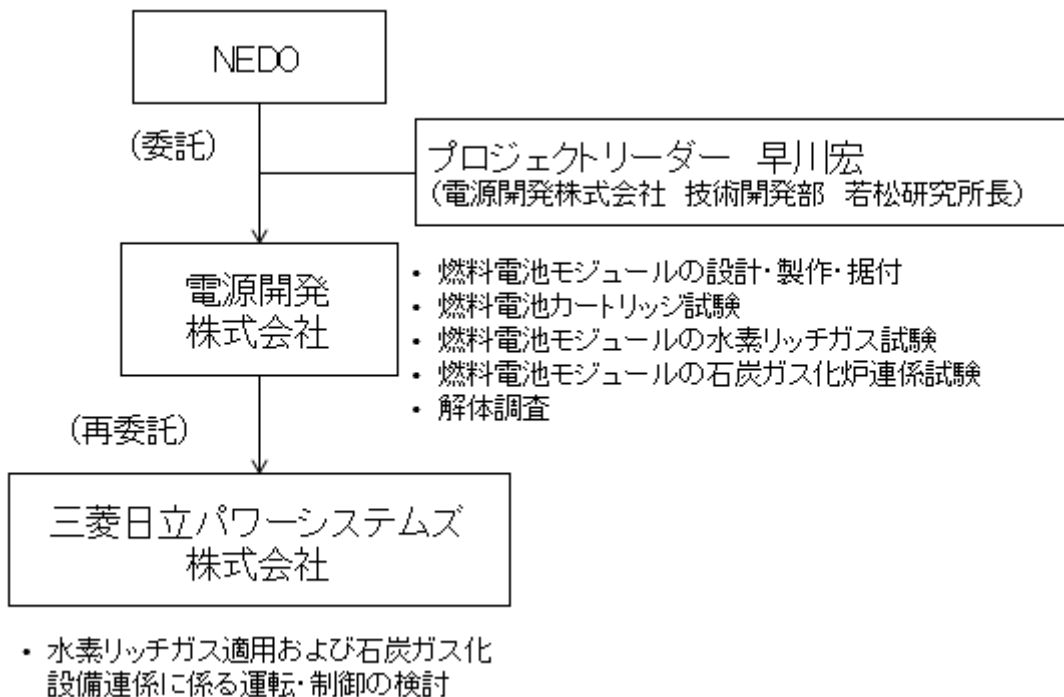 NEDO
(委託)
プロジェクトリーダー 早川宏
(電源開発株式会社 技術開発部 若松研究所長)
電源開発
株式会社
・ 燃料電池モジュールの設計・製作・据付
・ 燃料電池カートリッジ試験
・ 燃料電池モジュールの水素リッチガス試験
・ 燃料電池モジュールの石炭ガス化炉連係試験
・ 解体調査
(再委託)
三菱日立パワーシステムズ
株式会社
・ 水素リッチガス適用および石炭ガス化
設備連係に係る運転・制御の検討